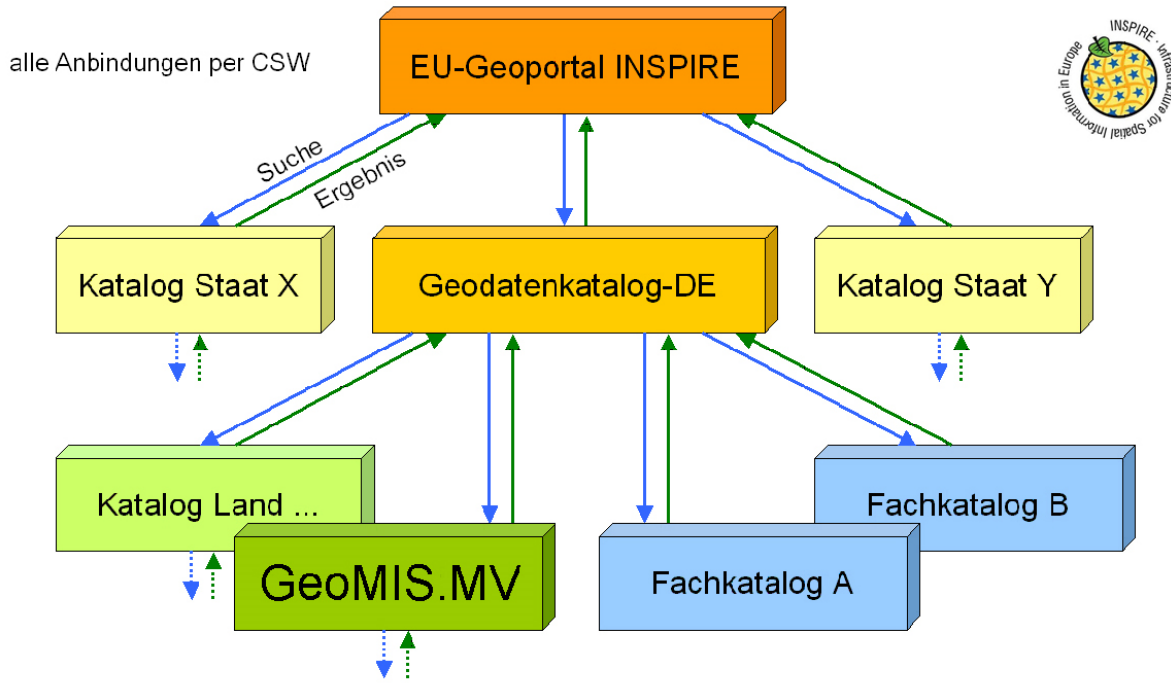 alle Anbindungen per CSW
EU-Geoportal INSPIRE
INSPIRE · Infrastructure for Spatial Information in Europe
Suche
Ergebnis
Katalog Staat X
Geodatenkatalog-DE
Katalog Staat Y
Katalog Land ...
Fachkatalog B
GeoMIS.MV
Fachkatalog A